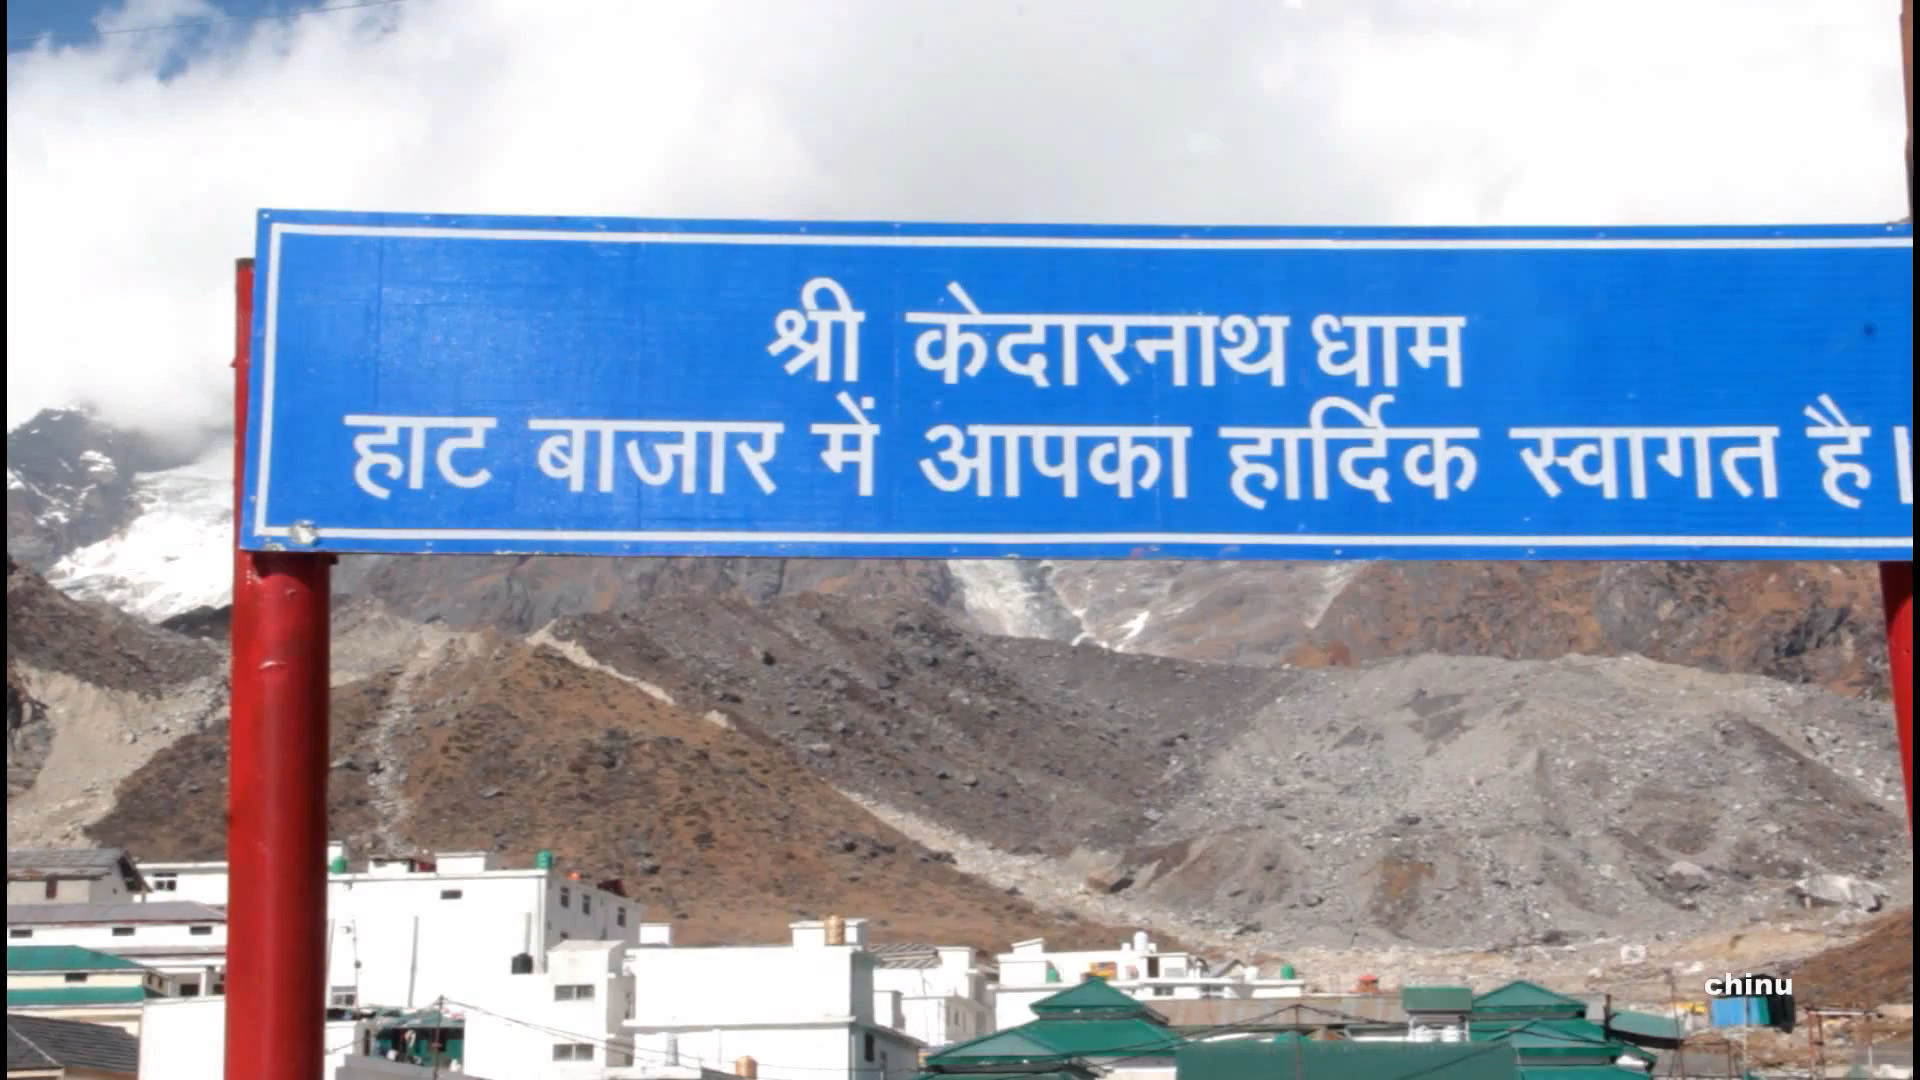 श्री केदारनाथ धाम
हाट बाजार में आपका हार्दिक स्वागत है।
chinu